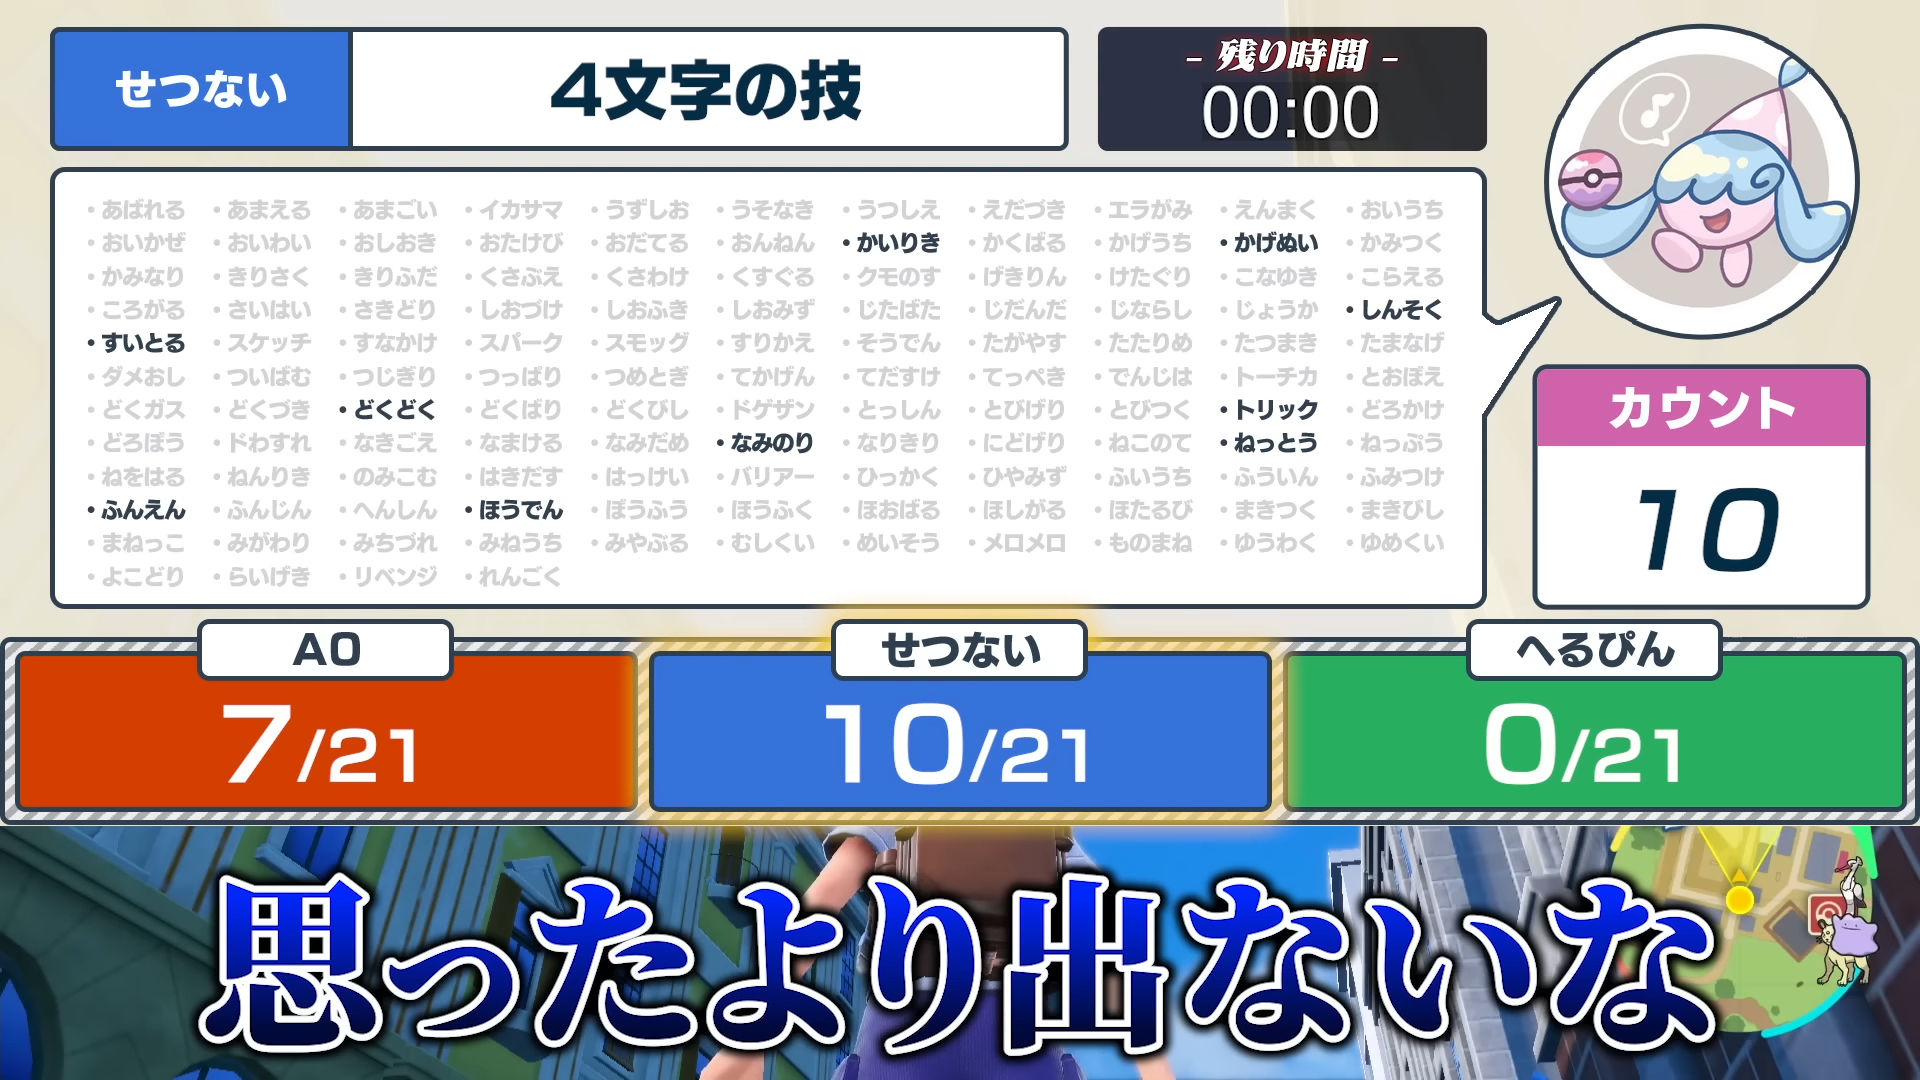 せつない
4文字の技
- 残り時間 -
00:00
・あばれる ・あまえる ・あまごい ・イカサマ ・うずしお ・うそなき ・うつしえ ・えだづき ・エラがみ ・えんまく ・おいうち
・おいかぜ ・おいわい ・おしおき ・おたけび ・おだてる ・おんねん ・かいりき ・かくばる ・かげうち ・かげぬい ・かみつく
・かみなり ・きりさく ・きりふだ ・くさぶえ ・くさわけ ・くすぐる ・クモのす ・げきりん ・けたぐり ・こなゆき ・こらえる
・ころがる ・さいはい ・さきどり ・しおづけ ・しおふき ・しおみず ・じたばた ・じだんだ ・じならし ・じょうか ・しんそく
・すいとる ・スケッチ ・すなかけ ・スパーク ・スモッグ ・すりかえ ・そうでん ・たがやす ・たたりめ ・たつまき ・たまなげ
・ダメおし ・ついばむ ・つじぎり ・つっぱり ・つめとぎ ・てかげん ・てだすけ ・てっぺき ・でんじは ・トーチカ ・とおぼえ
・どくガス ・どくづき ・どくどく ・どくばり ・どくびし ・ドゲザン ・とっしん ・とびげり ・とびつく ・トリック ・どろかけ
・どろぼう ・ドわすれ ・なきごえ ・なまける ・なみだめ ・なみのり ・なりきり ・にどげり ・ねこのて ・ねっとう ・ねっぷう
・ねをはる ・ねんりき ・のみこむ ・はきだす ・はっけい ・バリアー ・ひっかく ・ひやみず ・ふいうち ・ふういん ・ふみつけ
・ふんえん ・ふんじん ・へんしん ・ほうでん ・ぼうふう ・ほうふく ・ほおばる ・ほしがる ・ほたるび ・まきつく ・まきびし
・まねっこ ・みがわり ・みちづれ ・みねうち ・みやぶる ・むしくい ・めいそう ・メロメロ ・ものまね ・ゆうわく ・ゆめくい
・よこどり ・らいげき ・リベンジ ・れんごく
カウント
10
AO
7/21
せつない
10/21
へるぴん
0/21
思ったより出ないな